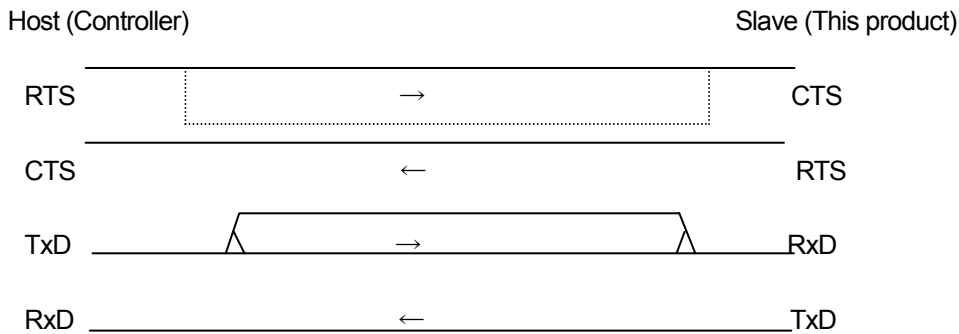 Host (Controller) Slave (This product)
RTS → CTS
CTS ← RTS
TxD → RxD
RxD ← TxD